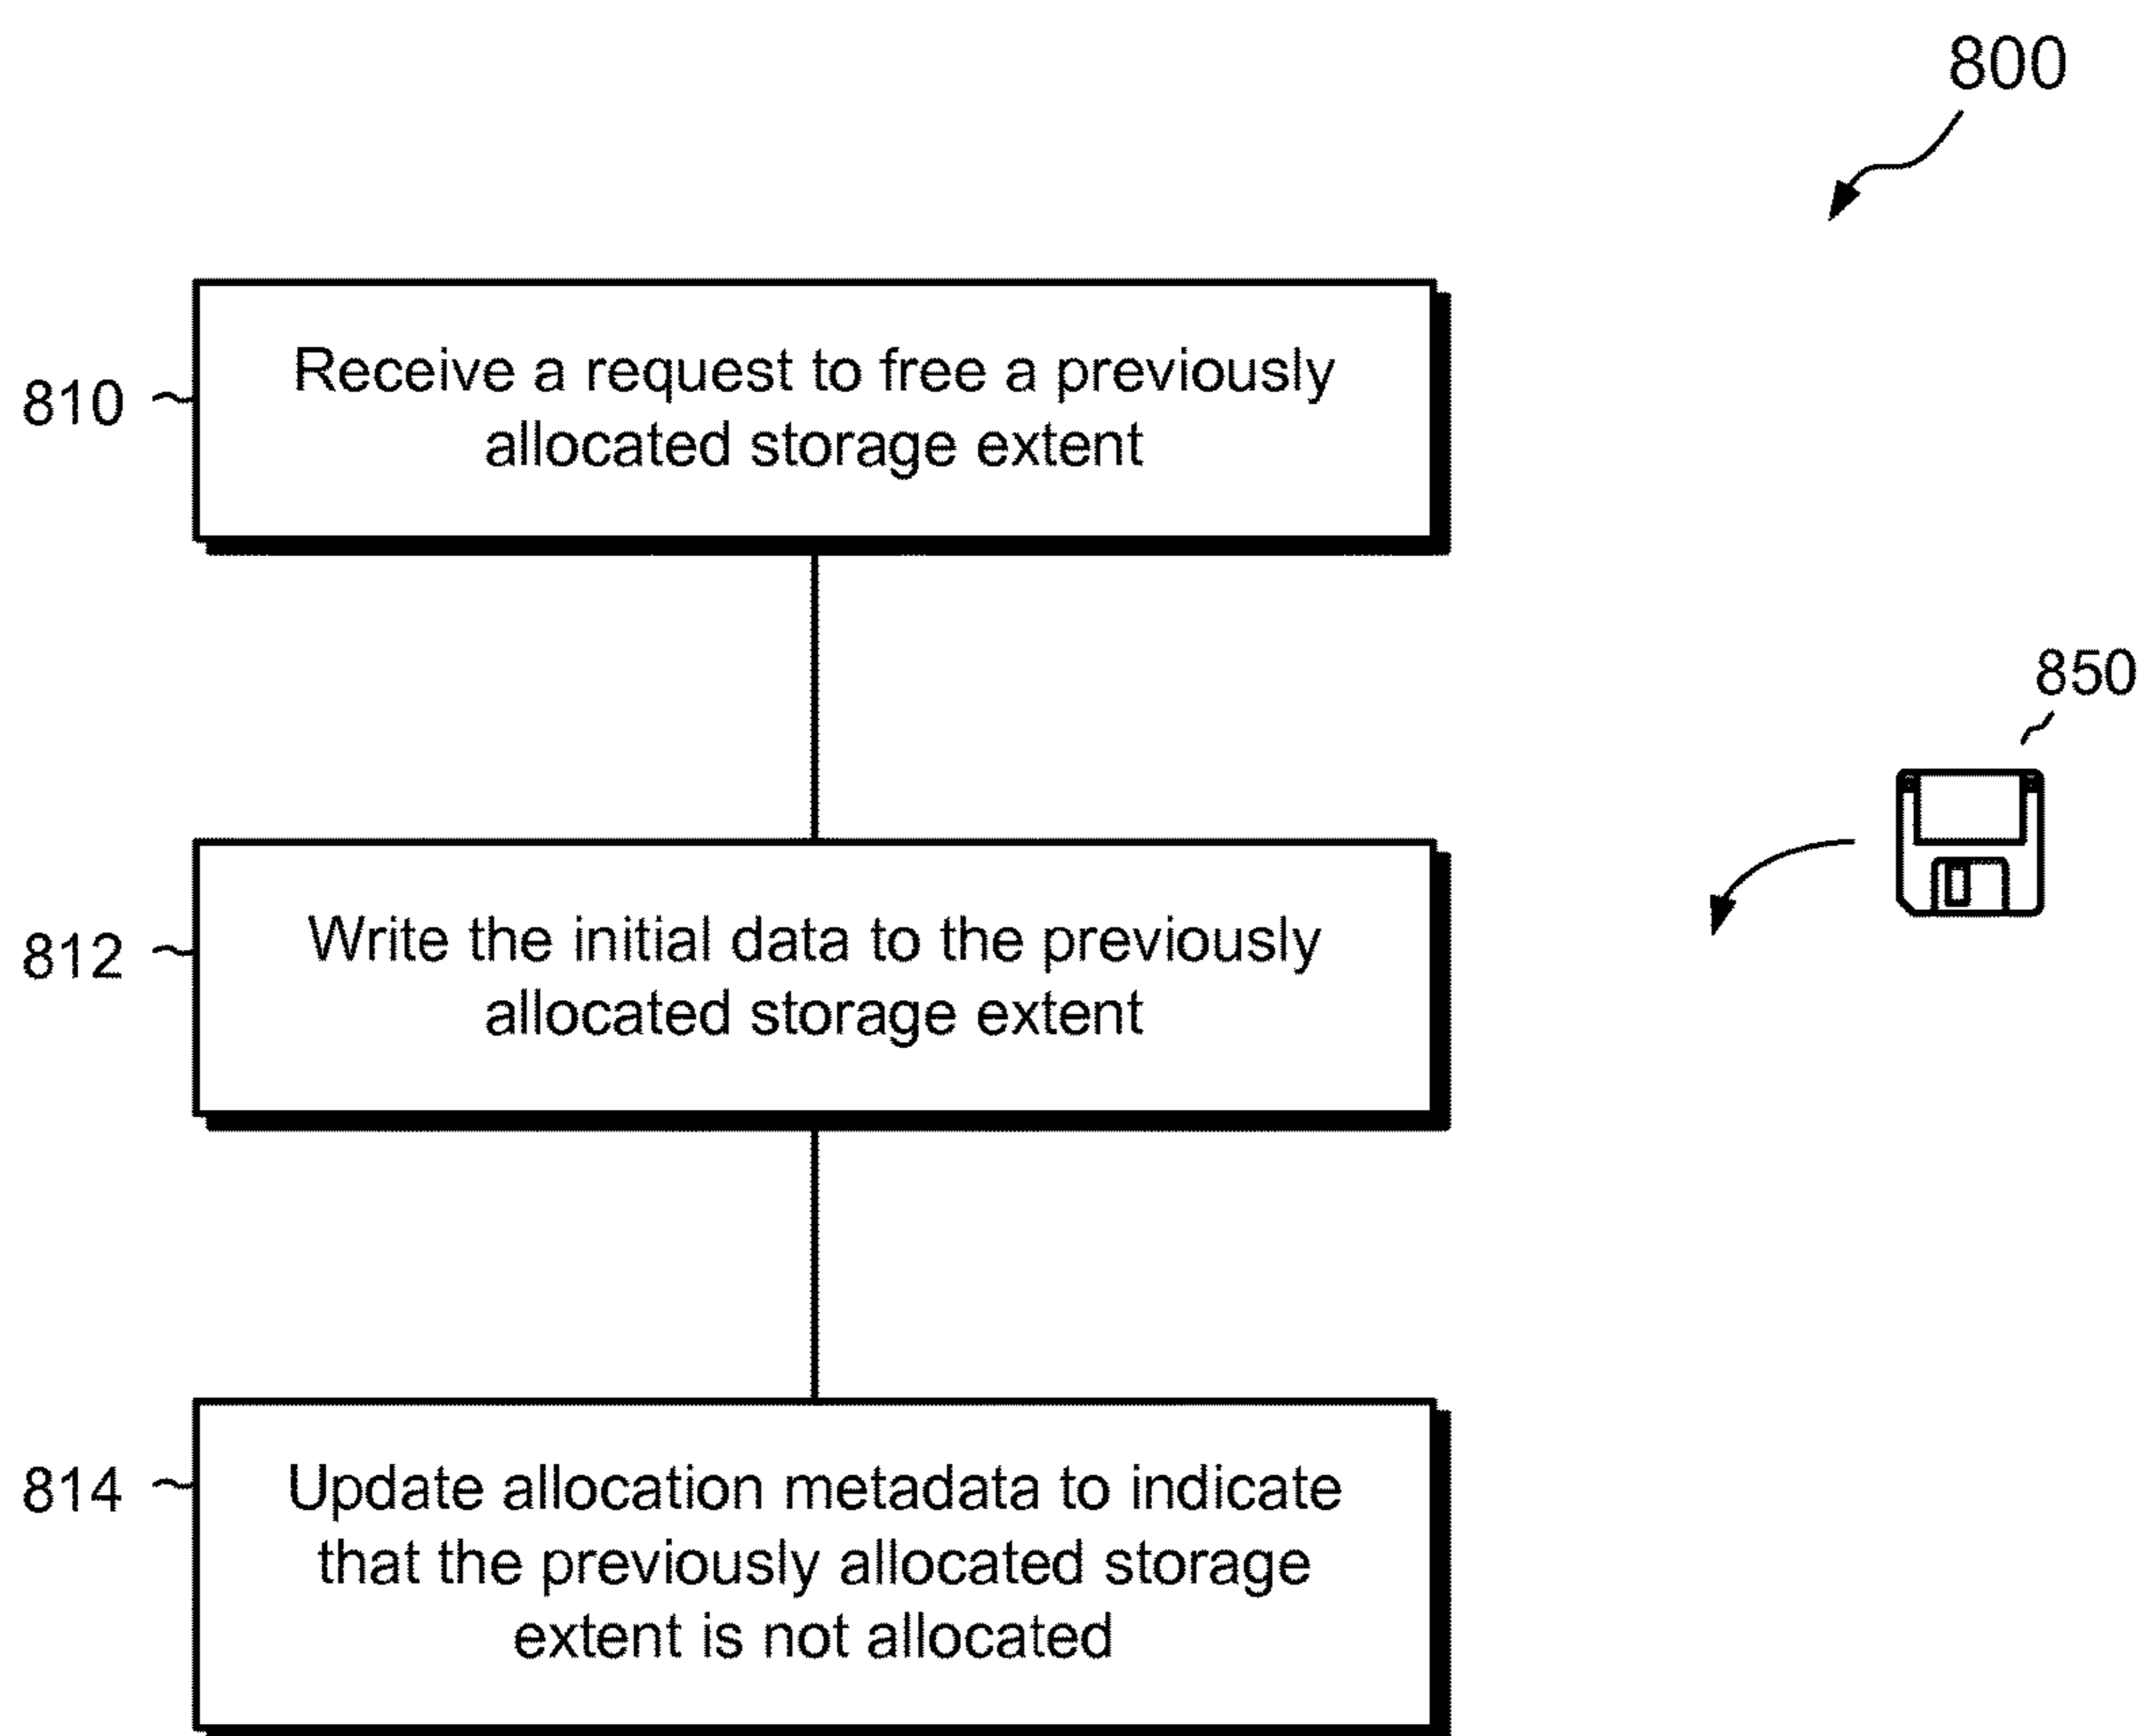 800
810
Receive a request to free a previously
allocated storage extent
850
812
Write the initial data to the previously
allocated storage extent
814
Update allocation metadata to indicate
that the previously allocated storage
extent is not allocated